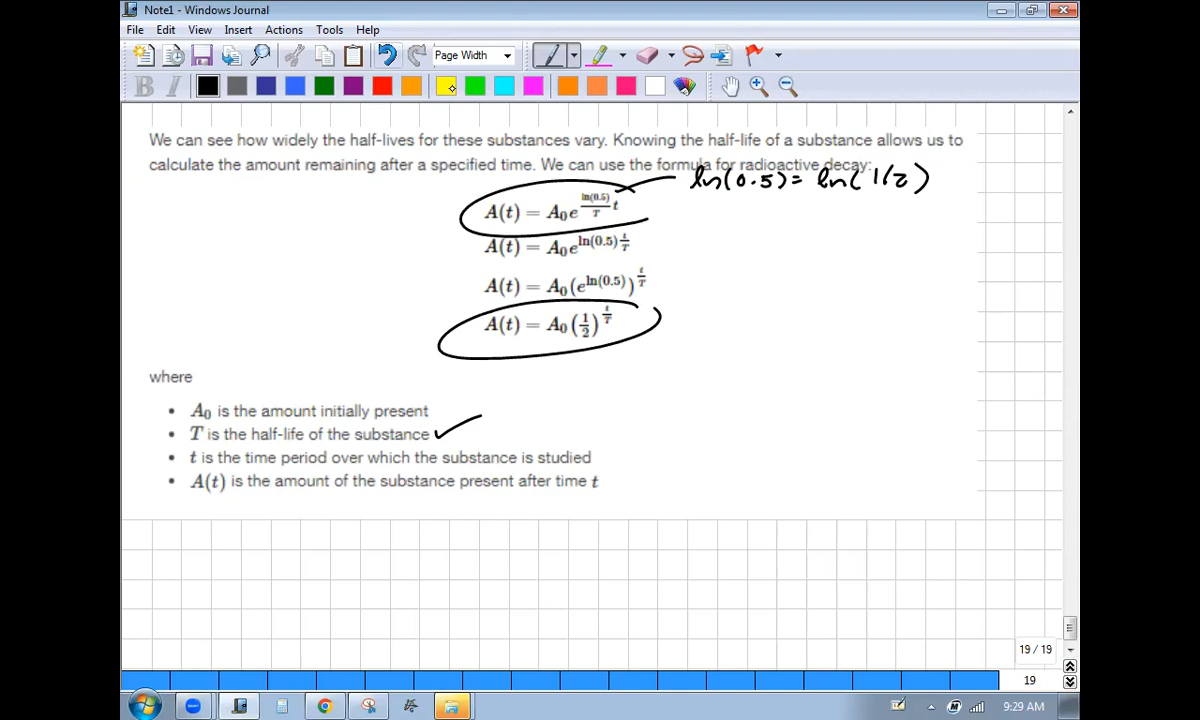 Note1 - Windows Journal
File Edit View Insert Actions Tools Help
Page Width
B I
We can see how widely the half-lives for these substances vary. Knowing the half-life of a substance allows us to
calculate the amount remaining after a specified time. We can use the formula for radioactive decay:
ln(0.5)= ln(1/2)
A(t) = A₀e^(ln(0.5)/T t)
A(t) = A₀e^(ln(0.5) t/T)
A(t) = A₀(e^(ln(0.5)))^(t/T)
A(t) = A₀(1/2)^(t/T)
where
• A₀ is the amount initially present
• T is the half-life of the substance
• t is the time period over which the substance is studied
• A(t) is the amount of the substance present after time t
19 / 19
19
9:29 AM